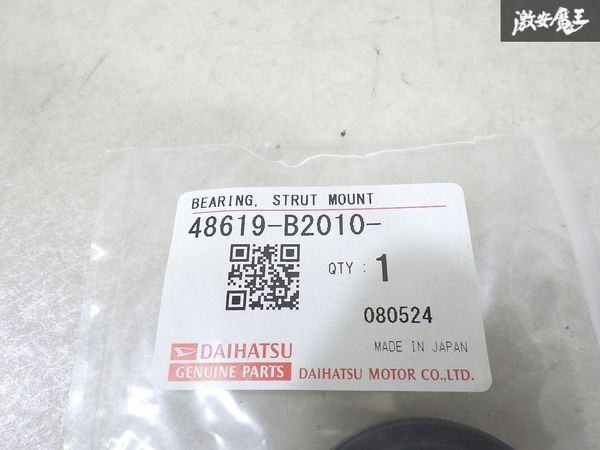 激安魔王
BEARING, STRUT MOUNT
48619-B2010-
QTY : 1
080524
MADE IN JAPAN
DAIHATSU
GENUINE PARTS
DAIHATSU MOTOR CO.,LTD.